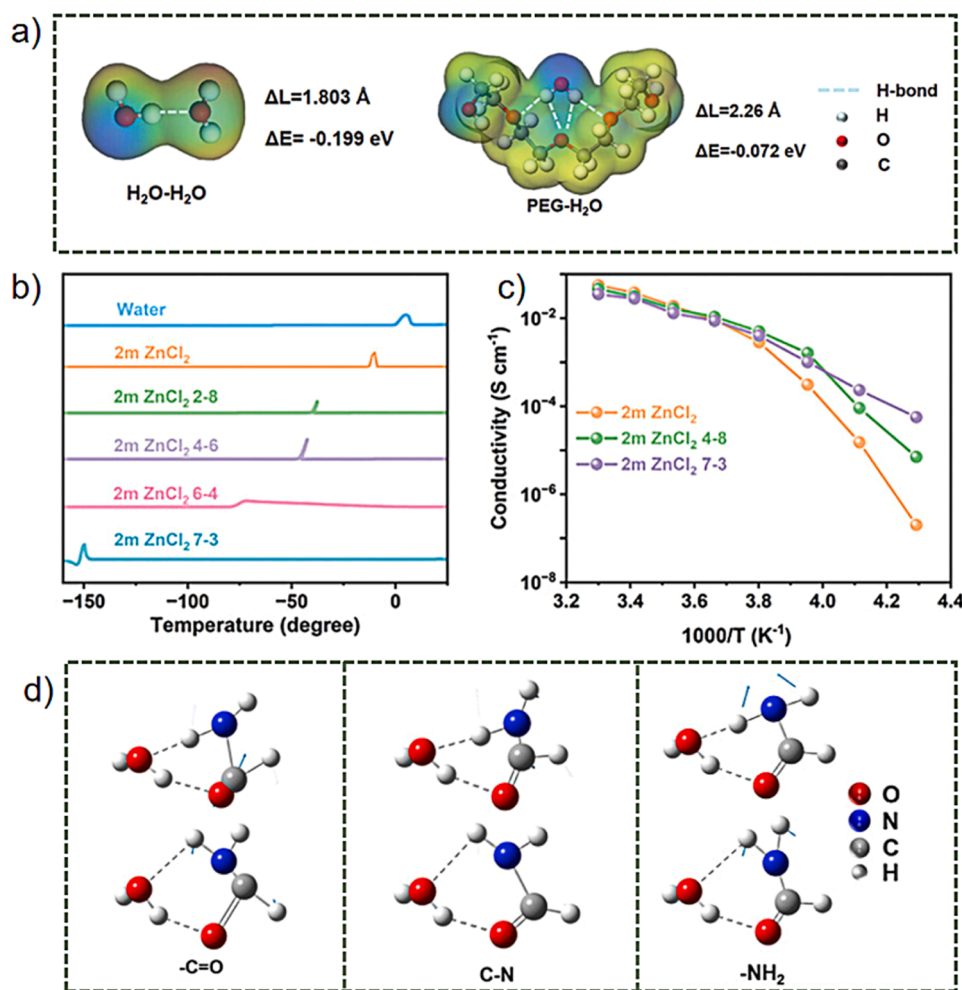 a)
ΔL=1.803 Å
ΔE= -0.199 eV
H2O-H2O
ΔL=2.26 Å
ΔE=-0.072 eV
PEG-H2O
H-bond
H
O
C
b)
Water
2m ZnCl2
2m ZnCl2 2-8
2m ZnCl2 4-6
2m ZnCl2 6-4
2m ZnCl2 7-3
−150 −100 −50 0
Temperature (degree)
c)
Conductivity (S cm-1)
10-2
10-4
10-6
10-8
2m ZnCl2
2m ZnCl2 4-8
2m ZnCl2 7-3
3.2 3.4 3.6 3.8 4.0 4.2 4.4
1000/T (K-1)
d)
-C=O
C-N
-NH2
O
N
C
H